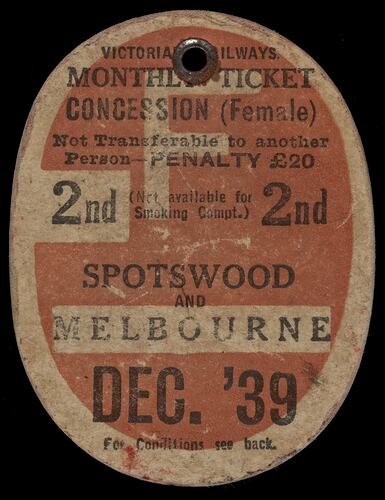 VICTORIA ILWAYS.
MONTHL TICKET
CONCESSION (Female)
Not Transferable to another
Person—PENALTY £20
2nd (Not available for Smoking Compt.) 2nd
SPOTSWOOD
AND
MELBOURNE
DEC. '39
For Conditions see back.